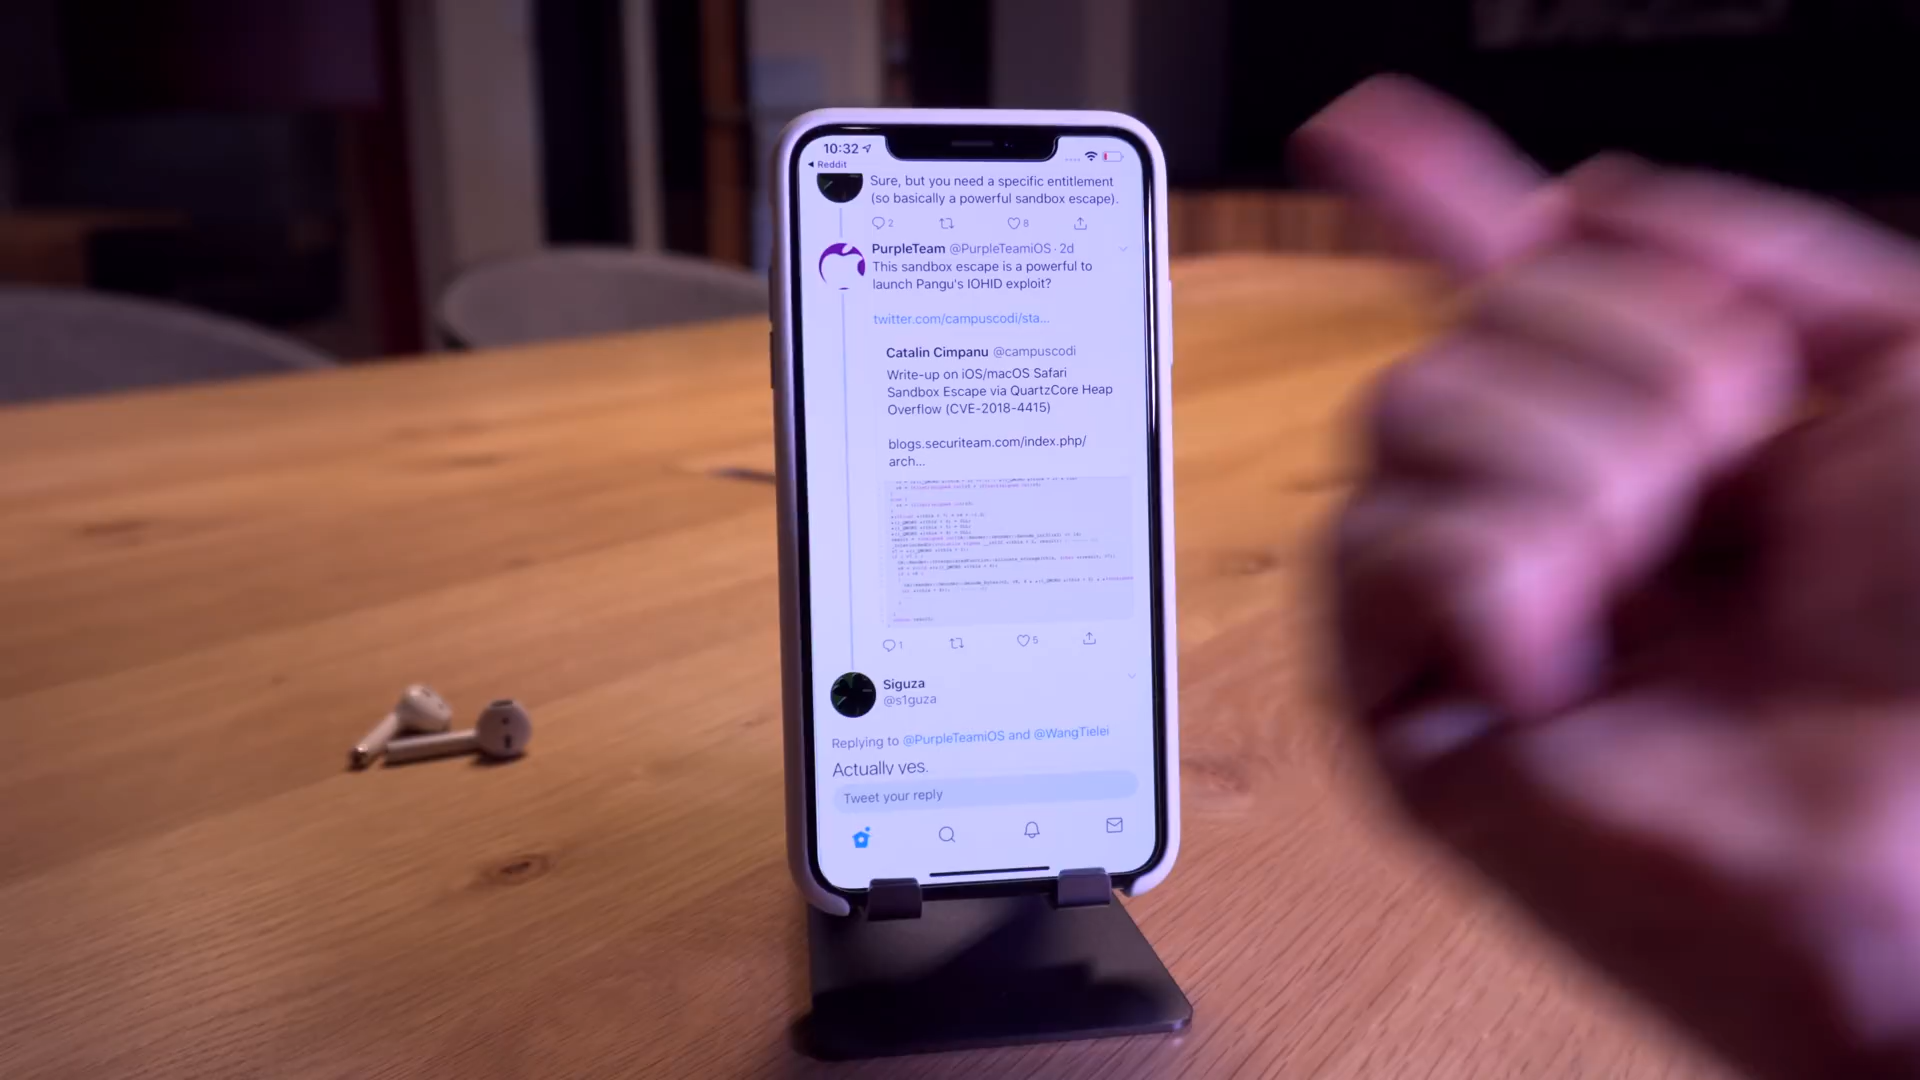 10:32
Reddit
Sure, but you need a specific entitlement
(so basically a powerful sandbox escape).
2
8
PurpleTeam @PurpleTeamiOS · 2d
This sandbox escape is a powerful to
launch Pangu's IOHID exploit?
twitter.com/campuscodi/sta...
Catalin Cimpanu @campuscodi
Write-up on iOS/macOS Safari
Sandbox Escape via QuartzCore Heap
Overflow (CVE-2018-4415)
blogs.securiteam.com/index.php/
arch...
1
5
Siguza
@s1guza
Replying to @PurpleTeamiOS and @WangTielei
Actually yes.
Tweet your reply